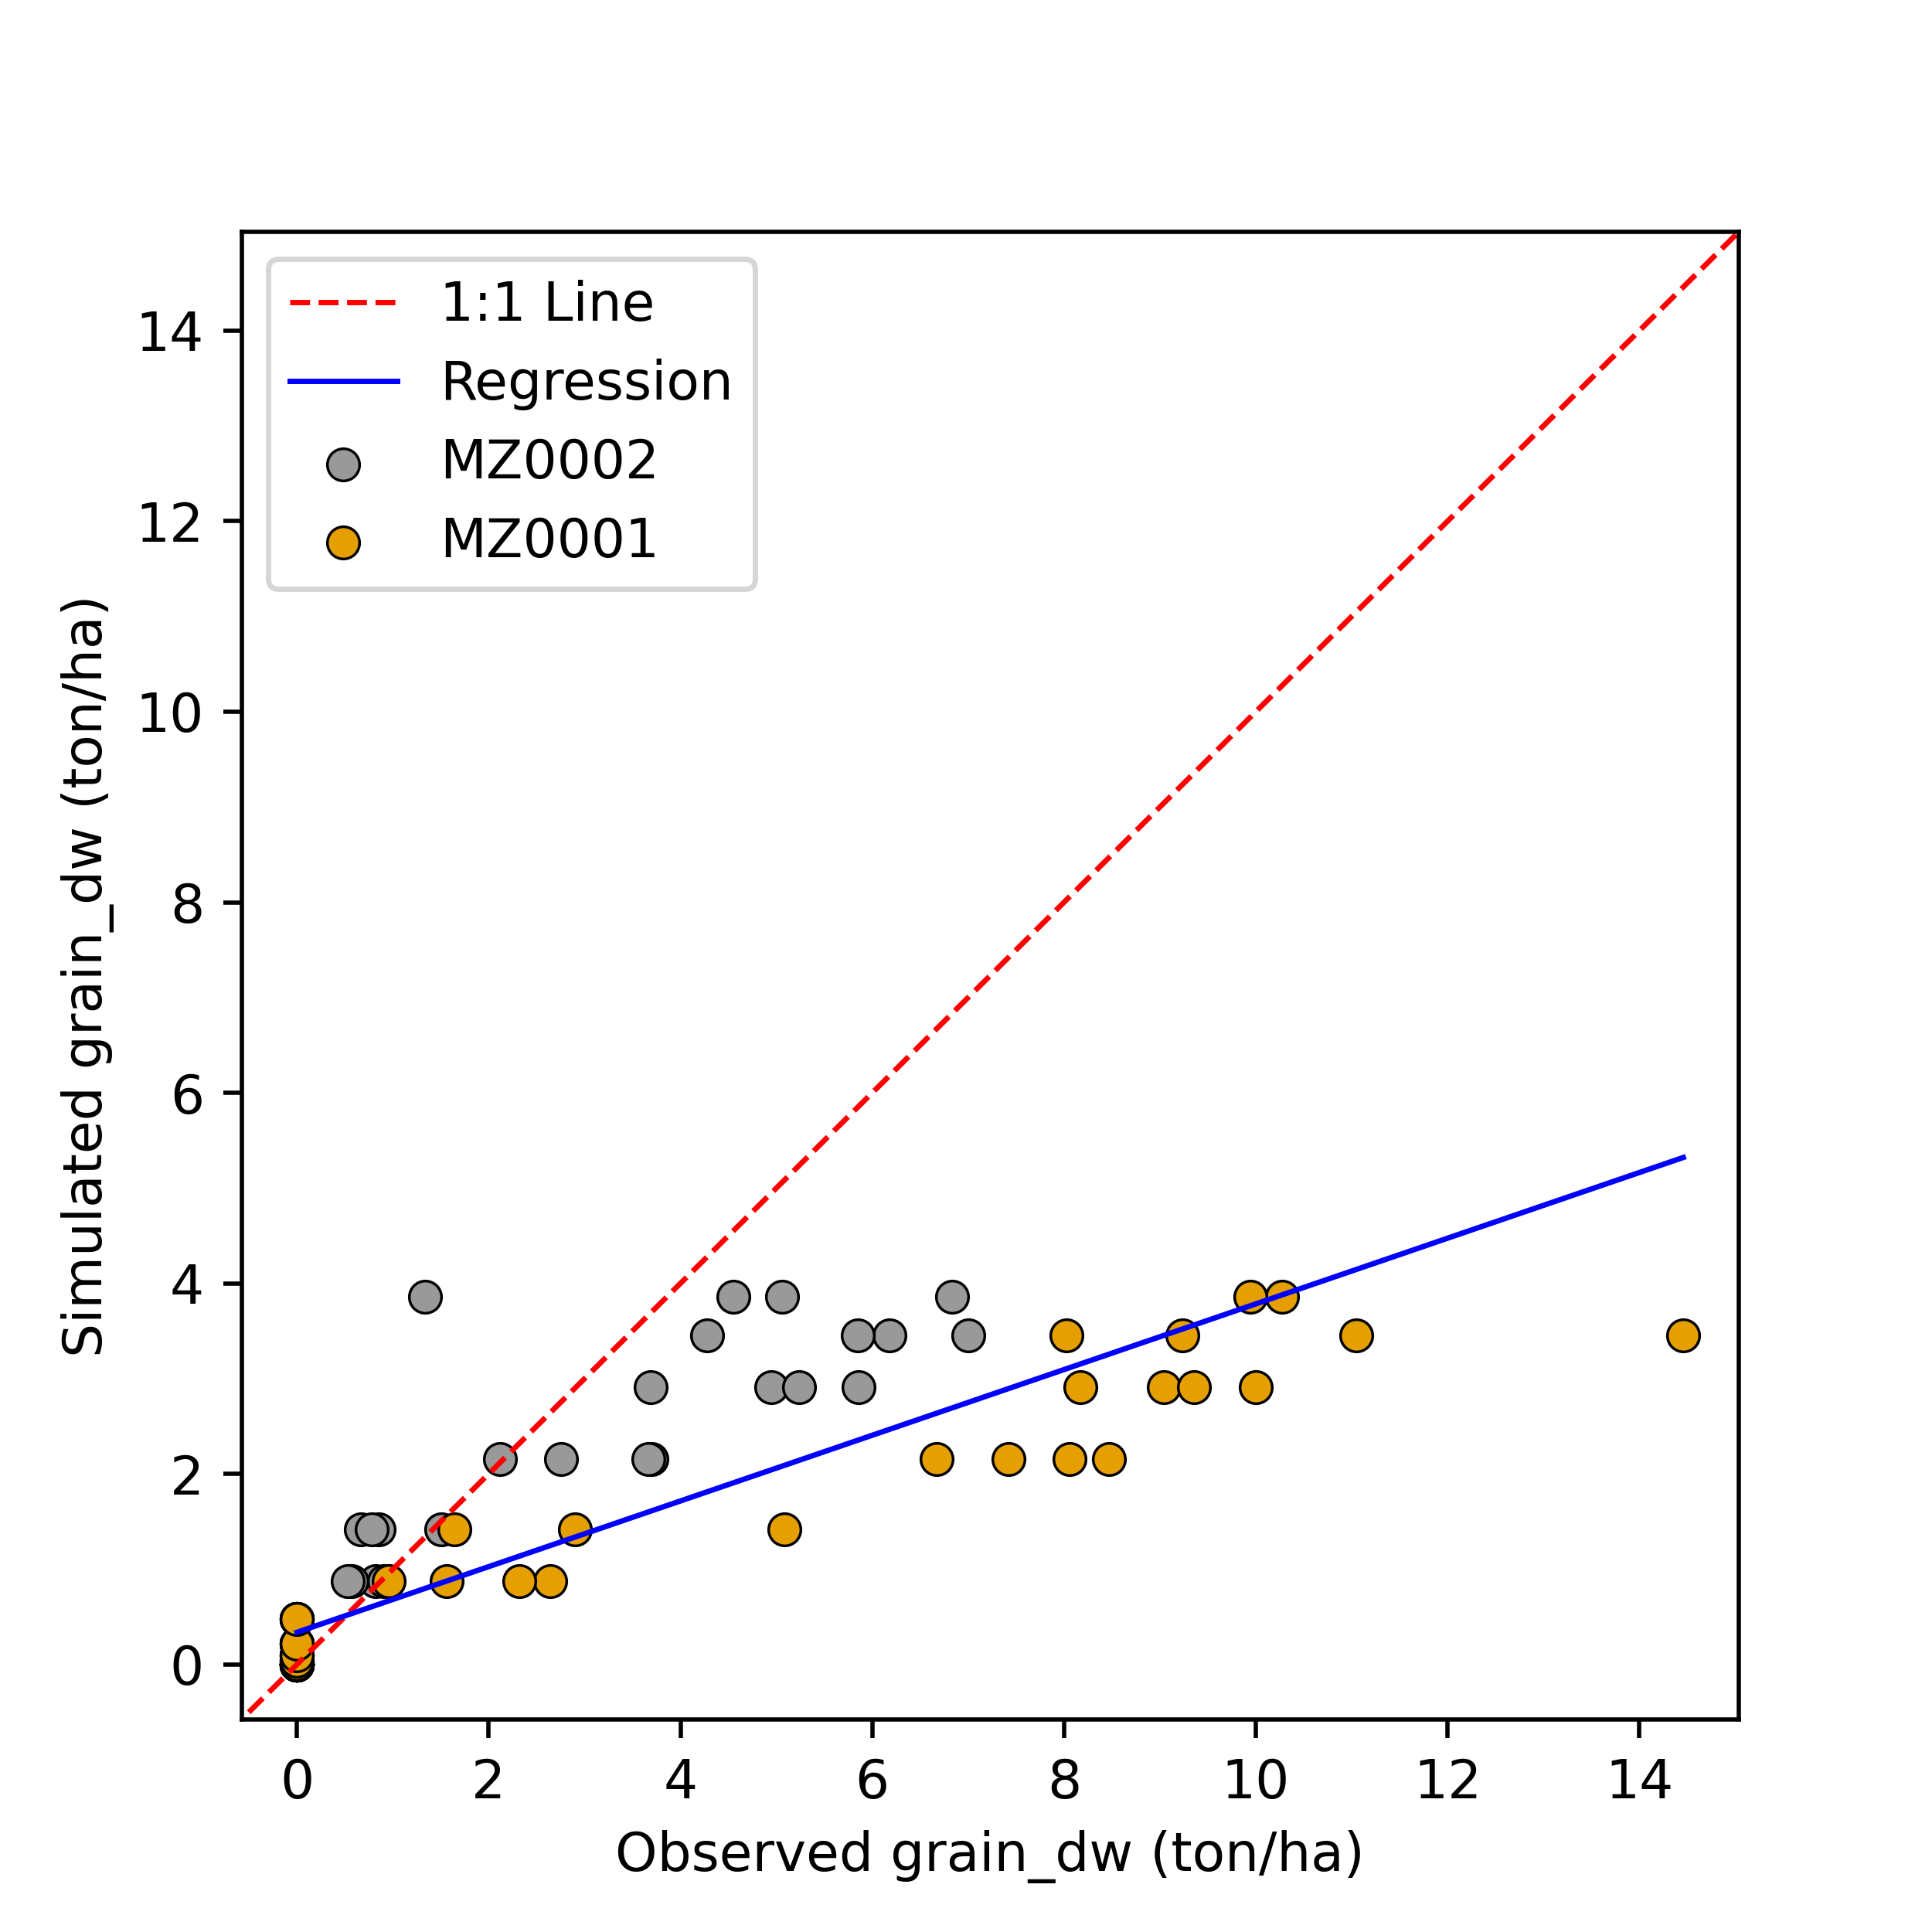 1:1 Line
Regression
MZ0002
MZ0001
14
12
10
8
6
4
2
0
Simulated grain_dw (ton/ha)
0 2 4 6 8 10 12 14
Observed grain_dw (ton/ha)